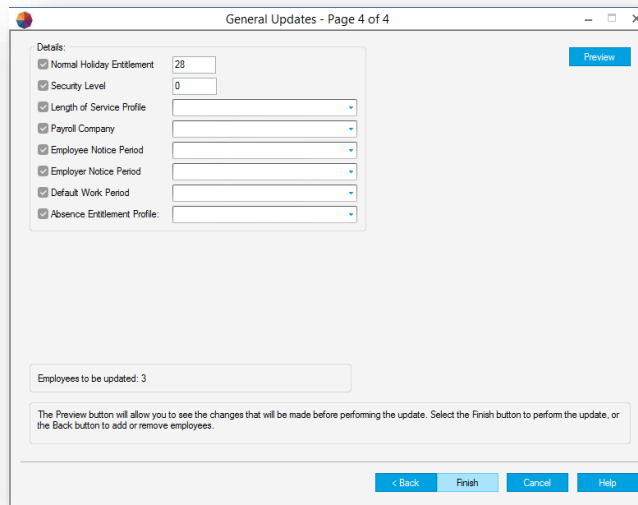 General Updates - Page 4 of 4
Details:
Normal Holiday Entitlement 28
Preview
Security Level 0
Length of Service Profile
Payroll Company
Employee Notice Period
Employer Notice Period
Default Work Period
Absence Entitlement Profile:
Employees to be updated: 3
The Preview button will allow you to see the changes that will be made before performing the update. Select the Finish button to perform the update, or
the Back button to add or remove employees.
< Back Finish Cancel Help